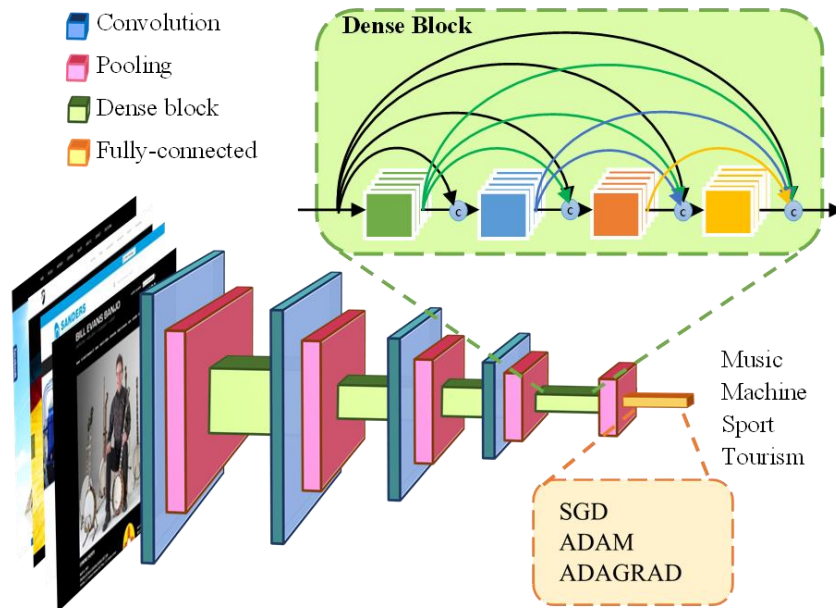 Convolution
Pooling
Dense block
Fully-connected
Dense Block
C
C
C
C
SANDERS
BILL EVANS BANJO
Music
Machine
Sport
Tourism
SGD
ADAM
ADAGRAD